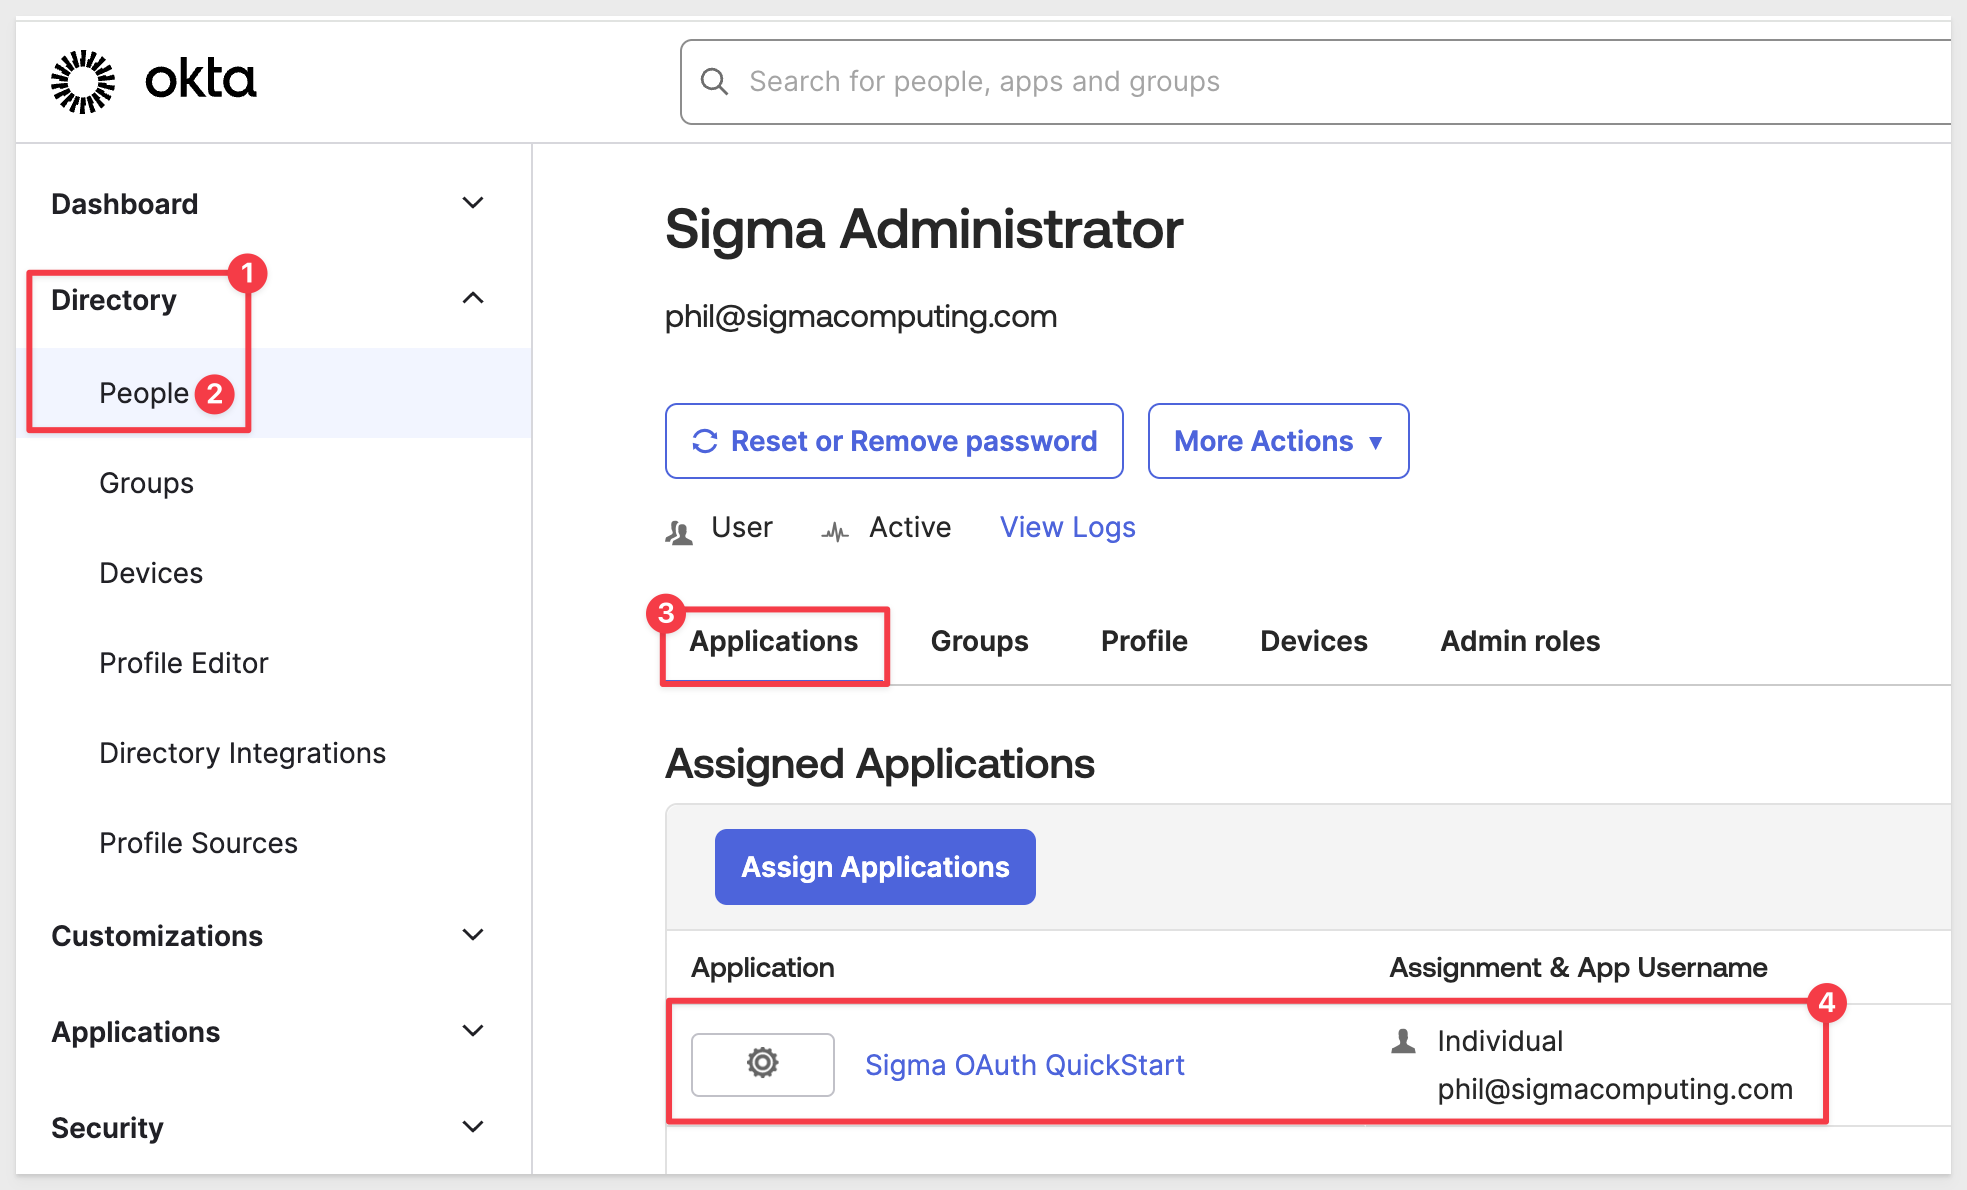 okta
Search for people, apps and groups
Dashboard
1
Directory
People 2
Groups
Devices
Profile Editor
Directory Integrations
Profile Sources
Customizations
Applications
Security
Sigma Administrator
phil@sigmacomputing.com
Reset or Remove password More Actions ▼
User Active View Logs
3
Applications Groups Profile Devices Admin roles
Assigned Applications
Assign Applications
Application Assignment & App Username
4
Sigma OAuth QuickStart
Individual
phil@sigmacomputing.com